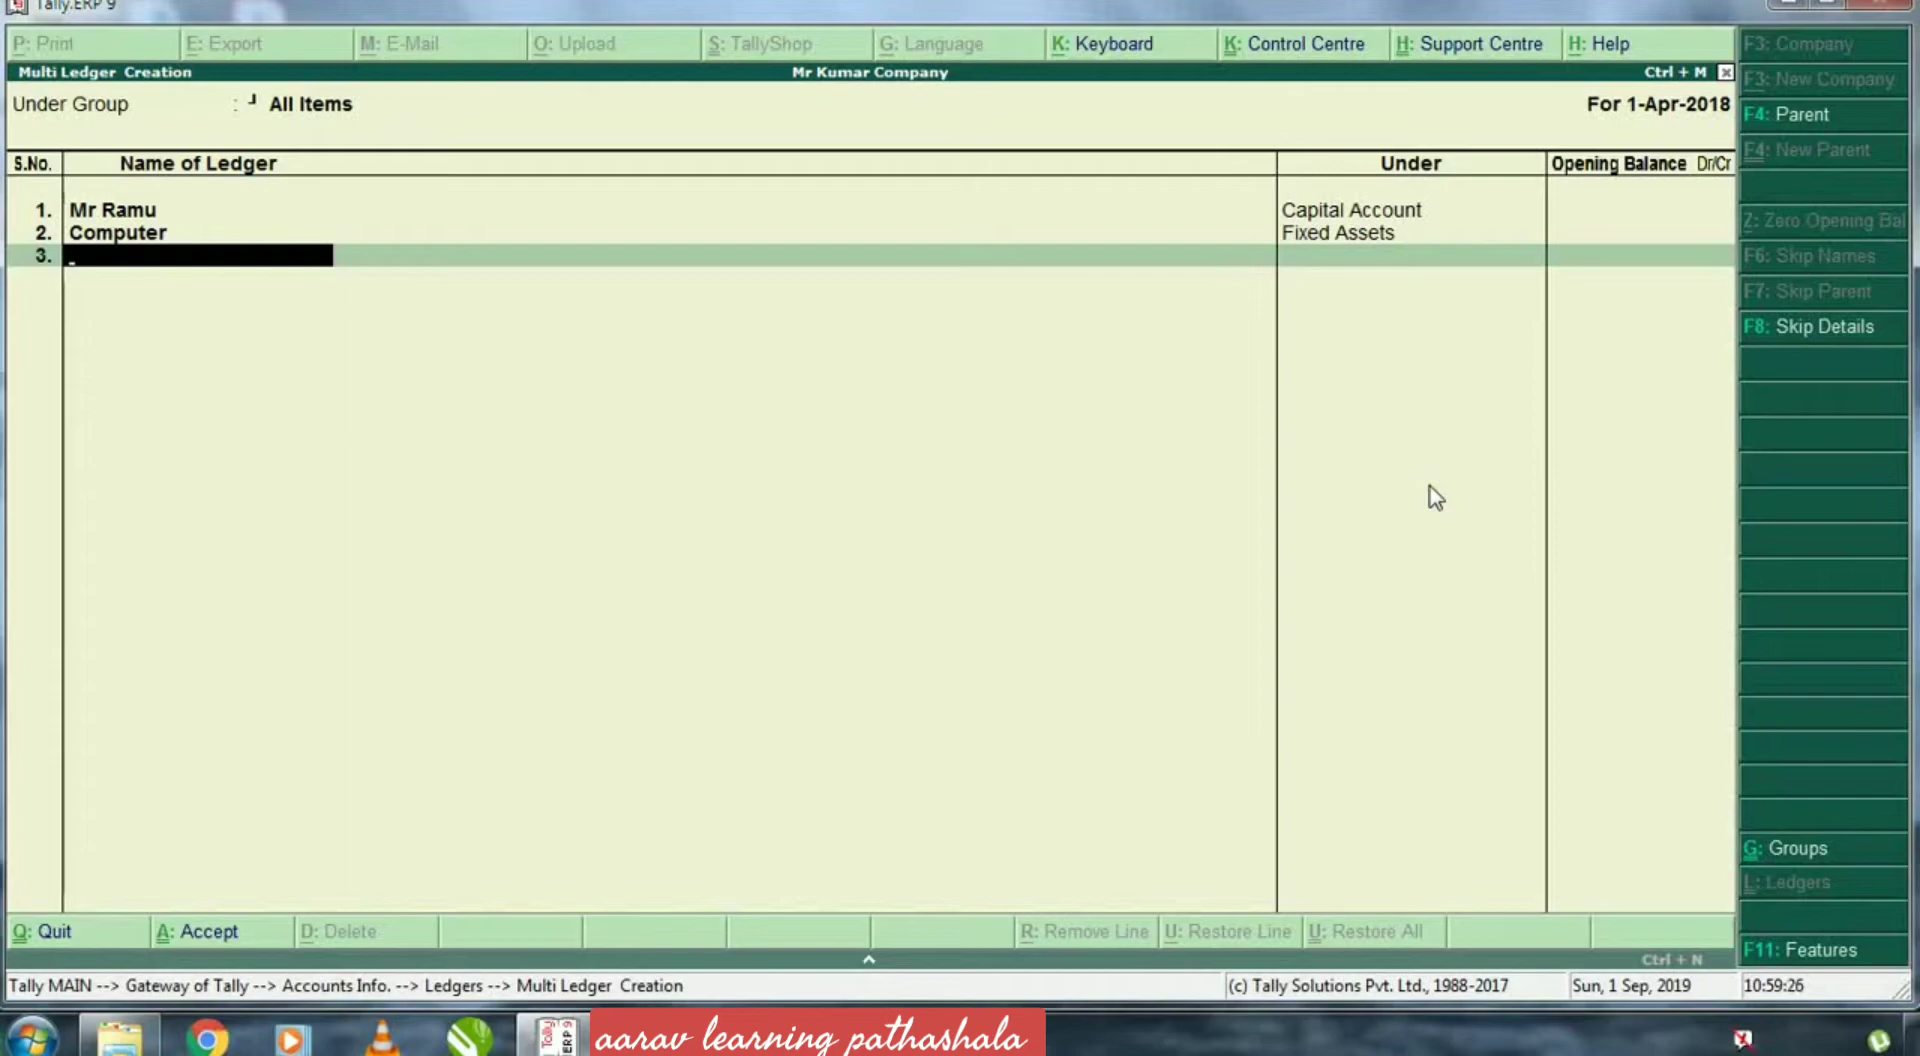 Tally.ERP 9
P: Print E: Export M: E-Mail O: Upload S: TallyShop G: Language K: Keyboard K: Control Centre H: Support Centre H: Help
F3: Company
Multi Ledger Creation Mr Kumar Company Ctrl + M
F3: New Company
Under Group : All Items For 1-Apr-2018
F4: Parent
F4: New Parent
S.No. Name of Ledger Under Opening Balance Dr/Cr
1. Mr Ramu Capital Account
Z: Zero Opening Bal
2. Computer Fixed Assets
3.
F6: Skip Names
F7: Skip Parent
F8: Skip Details
G: Groups
L: Ledgers
Q: Quit A: Accept D: Delete R: Remove Line U: Restore Line U: Restore All
F11: Features
Ctrl + N
Tally MAIN --> Gateway of Tally --> Accounts Info. --> Ledgers --> Multi Ledger Creation (c) Tally Solutions Pvt. Ltd., 1988-2017 Sun, 1 Sep, 2019 10:59:26
Tally ERP 9
aarav learning pathashala